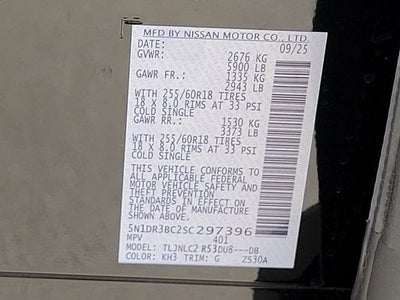 MFD BY NISSAN MOTOR CO., LTD.
DATE: 09/25
GVWR: 2676 KG
5900 LB
GAWR FR.: 1335 KG
2943 LB
WITH 255/60R18 TIRES
18 X 8.0 RIMS AT 33 PSI
COLD SINGLE
GAWR RR.: 1530 KG
3373 LB
WITH 255/60R18 TIRES
18 X 8.0 RIMS AT 33 PSI
COLD SINGLE
THIS VEHICLE CONFORMS TO
ALL APPLICABLE FEDERAL
MOTOR VEHICLE SAFETY AND
THEFT PREVENTION
STANDARDS IN EFFECT ON
THE DATE OF MANUFACTURE
SHOWN ABOVE.
5N1DR3BC2SC297396
MPV 401
MODEL: TLJNLC2 R53DU8---DB
COLOR: KH3 TRIM: G Z530A